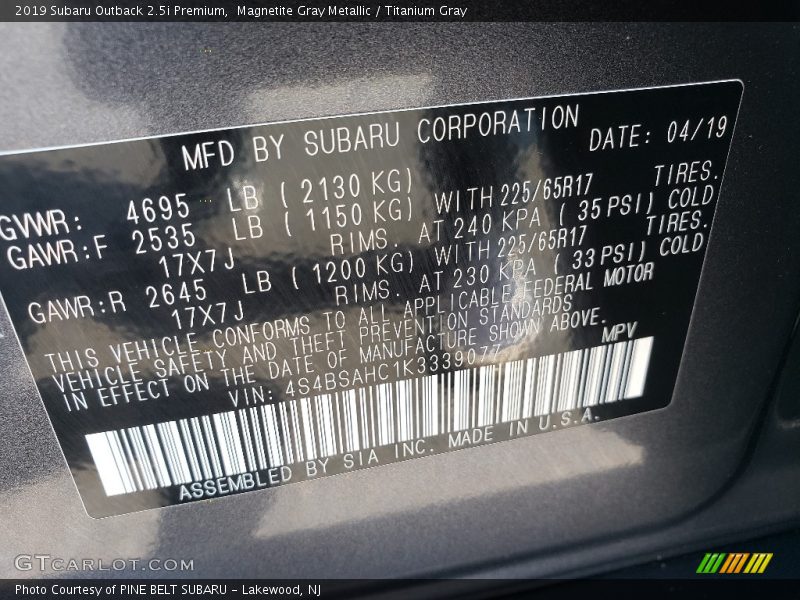 2019 Subaru Outback 2.5i Premium,  Magnetite Gray Metallic / Titanium Gray
MFD BY SUBARU CORPORATION DATE: 04/19
GVWR: 4695 LB ( 2130 KG)
GAWR:F 2535 LB ( 1150 KG) WITH 225/65R17 TIRES.
17X7J RIMS. AT 240 KPA ( 35 PSI) COLD
GAWR:R 2645 LB ( 1200 KG) WITH 225/65R17 TIRES.
17X7J RIMS. AT 230 KPA ( 33 PSI) COLD
THIS VEHICLE CONFORMS TO ALL APPLICABLE FEDERAL MOTOR
VEHICLE SAFETY AND THEFT PREVENTION STANDARDS
IN EFFECT ON THE DATE OF MANUFACTURE SHOWN ABOVE.
VIN: 4S4BSAHC1K3339077 MPV
ASSEMBLED BY SIA INC. MADE IN U.S.A.
GTCARLOT.COM
Photo Courtesy of PINE BELT SUBARU - Lakewood, NJ